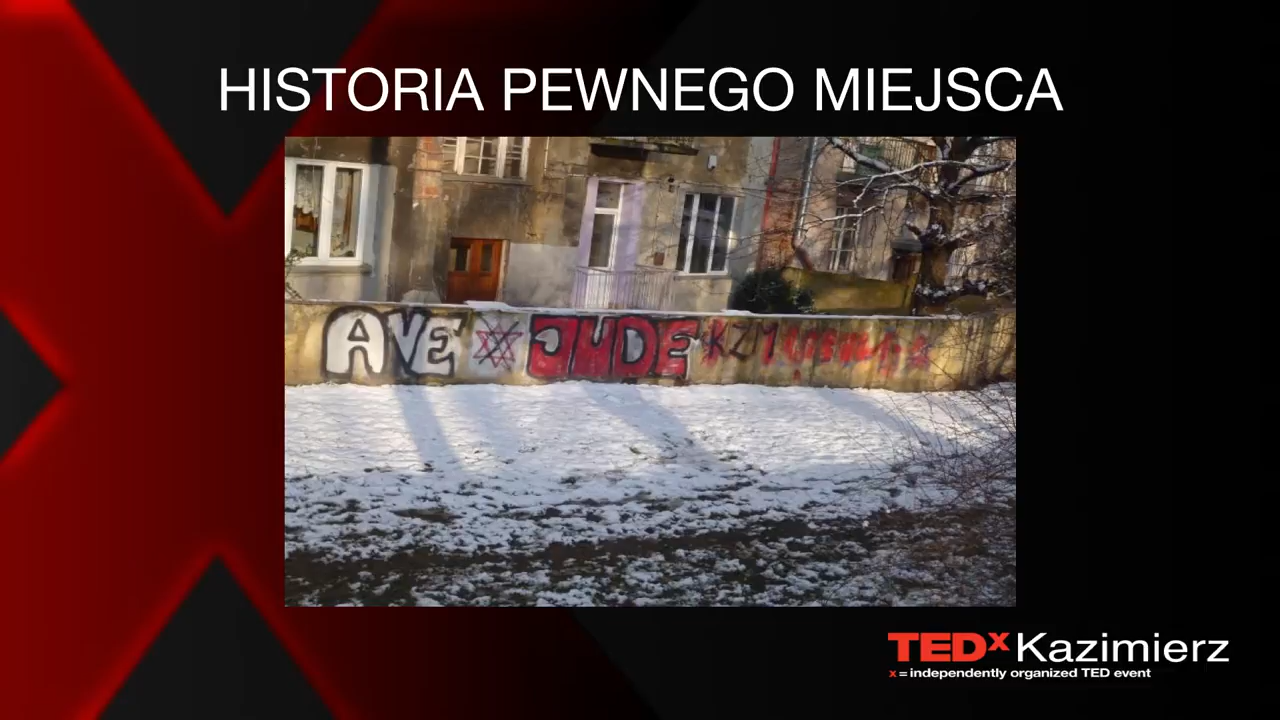 HISTORIA PEWNEGO MIEJSCA
AVE JUDE KZM
TEDxKazimierz
x = independently organized TED event